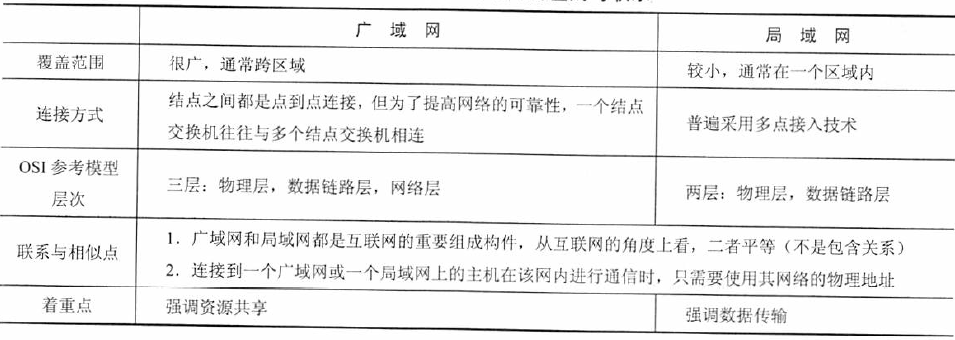 广域网 局域网
覆盖范围 很广，通常跨区域 较小，通常在一个区域内
连接方式 结点之间都是点到点连接，但为了提高网络的可靠性，一个结点
交换机往往与多个结点交换机相连 普遍采用多点接入技术
OSI 参考模型
层次 三层：物理层，数据链路层，网络层 两层：物理层，数据链路层
联系与相似点 1．广域网和局域网都是互联网的重要组成构件，从互联网的角度上看，二者平等（不是包含关系）
2．连接到一个广域网或一个局域网上的主机在该网内进行通信时，只需要使用其网络的物理地址
着重点 强调资源共享 强调数据传输